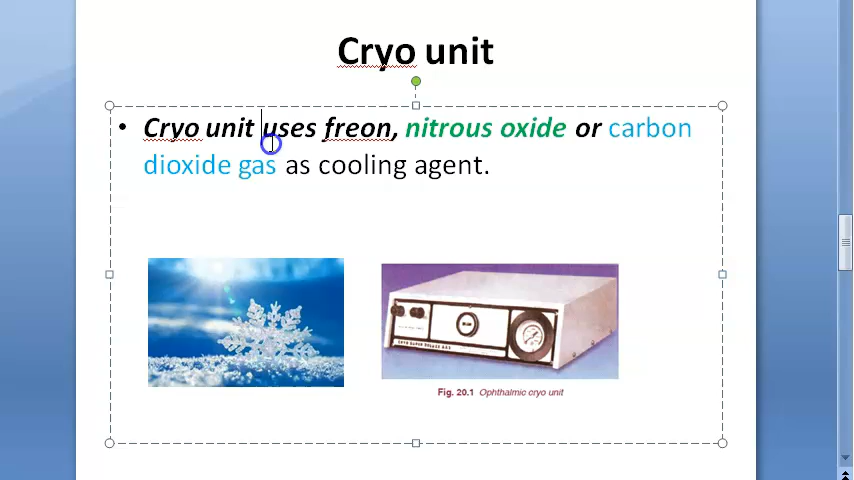 Cryo unit
• Cryo unit uses freon, nitrous oxide or carbon
dioxide gas as cooling agent.
Fig. 20.1 Ophthalmic cryo unit